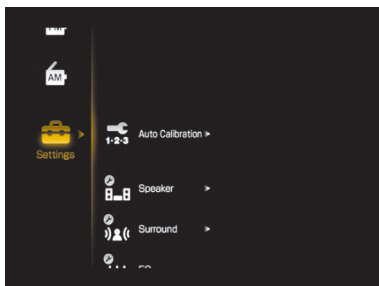 AM
Settings
1·2·3 Auto Calibration
Speaker
Surround